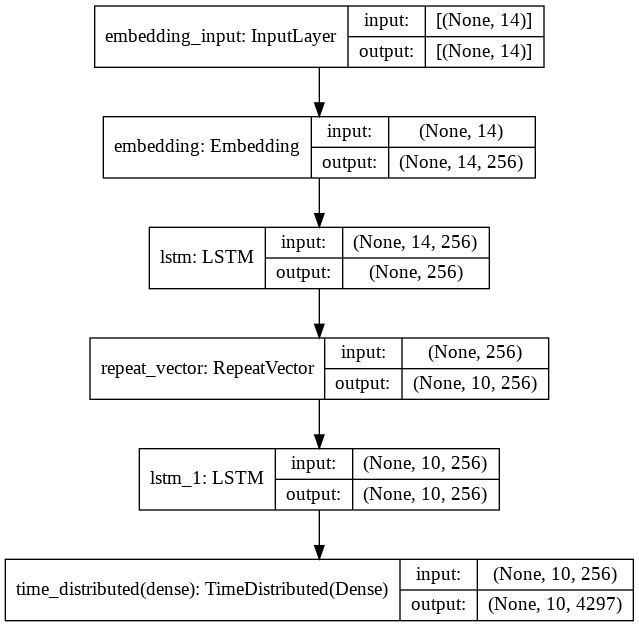 embedding_input: InputLayer
input: [(None, 14)]
output: [(None, 14)]
embedding: Embedding
input: (None, 14)
output: (None, 14, 256)
lstm: LSTM
input: (None, 14, 256)
output: (None, 256)
repeat_vector: RepeatVector
input: (None, 256)
output: (None, 10, 256)
lstm_1: LSTM
input: (None, 10, 256)
output: (None, 10, 256)
time_distributed(dense): TimeDistributed(Dense)
input: (None, 10, 256)
output: (None, 10, 4297)